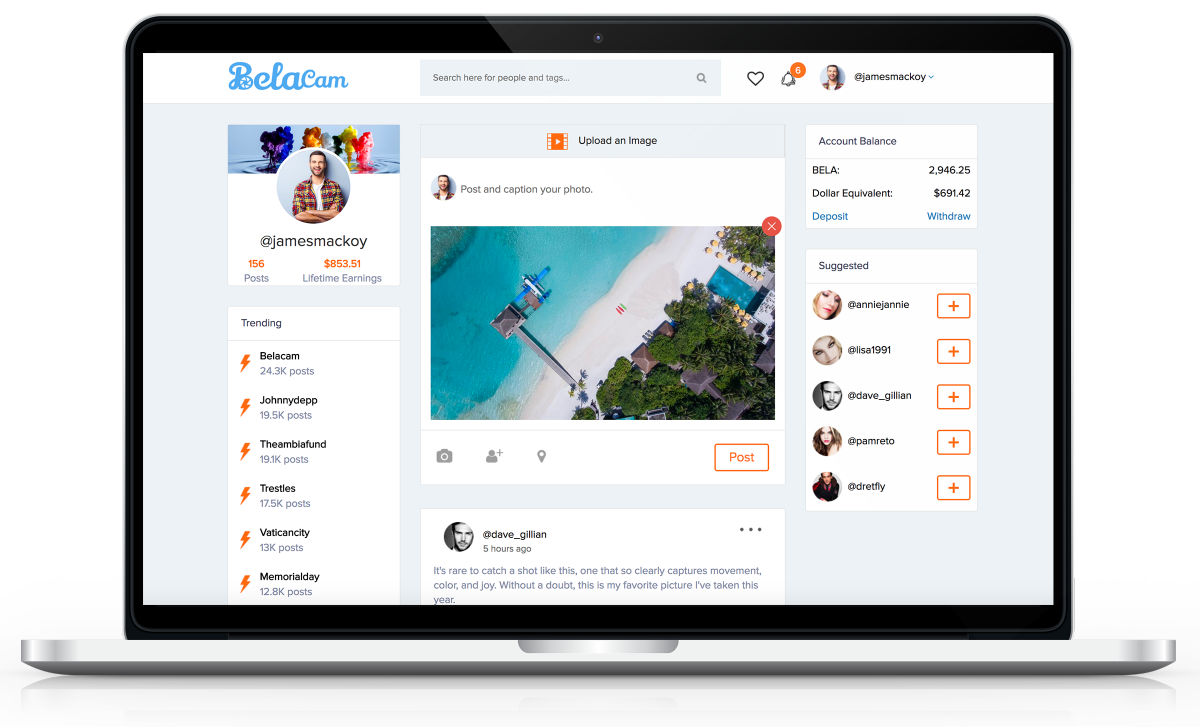 BelaCam
Search here for people and tags...
6
@jamesmackoy
@jamesmackoy
156
$853.51
Posts
Lifetime Earnings
Trending
Belacam
24.3K posts
Johnnydepp
19.5K posts
Theambiafund
19.1K posts
Trestles
17.5K posts
Vaticancity
13K posts
Memorialday
12.8K posts
Upload an Image
Post and caption your photo.
Post
@dave_gillian
5 hours ago
It's rare to catch a shot like this, one that so clearly captures movement,
color, and joy. Without a doubt, this is my favorite picture I've taken this
year.
Account Balance
BELA: 2,946.25
Dollar Equivalent: $691.42
Deposit Withdraw
Suggested
@anniejannie
@lisa1991
@dave_gillian
@pamreto
@dretfly